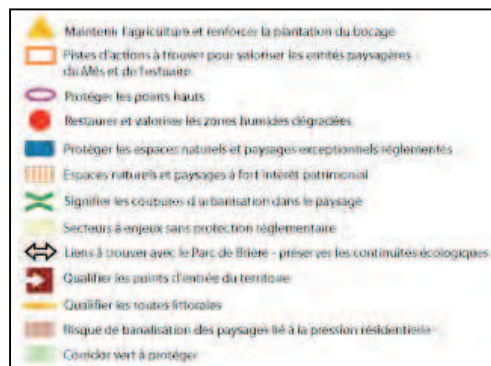 Maintenir l'agriculture et renforcer la plantation du bocage
Pistes d'actions à trouver pour valoriser les entités paysagères
du Mès et de l'estuaire
Protéger les points hauts
Restaurer et valoriser les zones humides dégradées
Protéger les espaces naturels et paysages exceptionnels réglementés
Espaces naturels et paysages à fort intérêt patrimonial
Signifier les coupures d'urbanisation dans le paysage
Secteurs à enjeux sans protection réglementaire
Liens à trouver avec le Parc de Brière - préserver les continuités écologiques
Qualifier les points d'entrée du territoire
Qualifier les routes littorales
Risque de banalisation des paysages lié à la pression résidentielle
Corridor vert à protéger